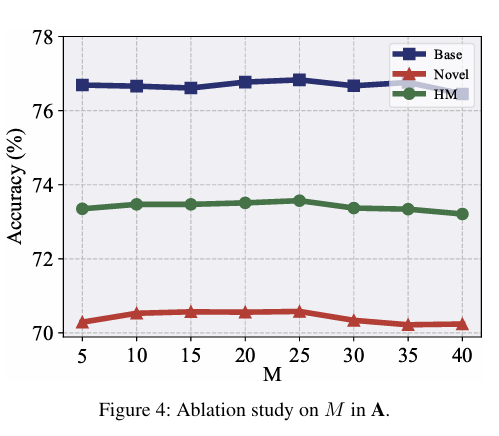 78
76
74
72
70
Accuracy (%)
Base
Novel
HM
5 10 15 20 25 30 35 40
M
Figure 4: Ablation study on M in A.